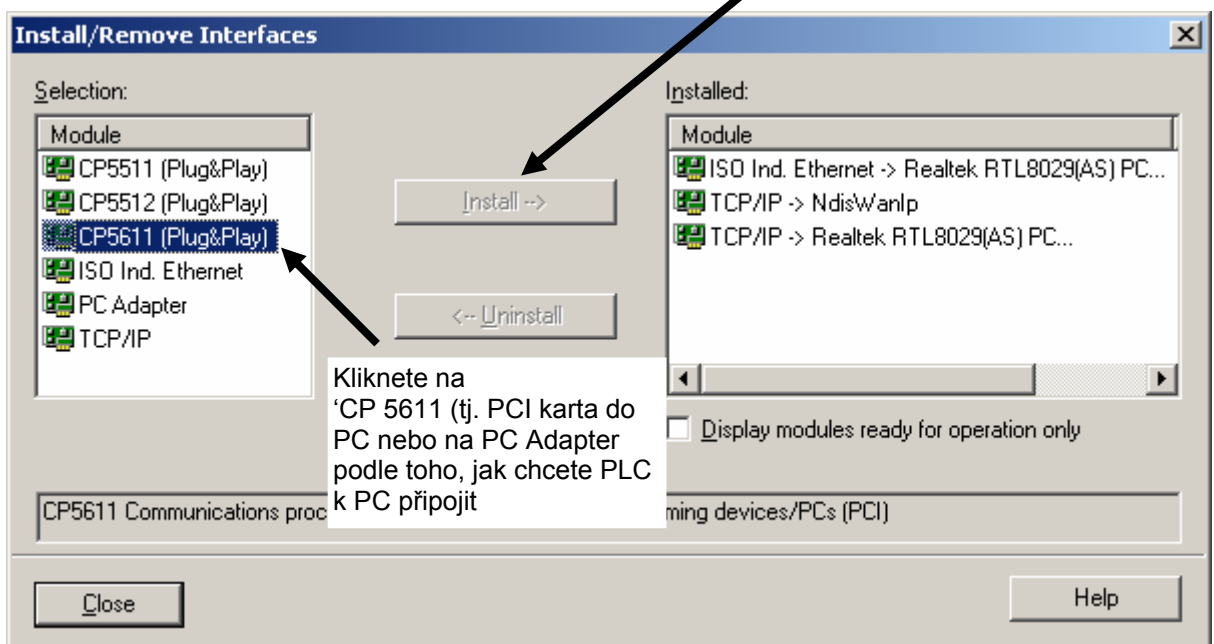 Install/Remove Interfaces
Selection:
Module
CP5511 (Plug&Play)
CP5512 (Plug&Play)
CP5611 (Plug&Play)
ISO Ind. Ethernet
PC Adapter
TCP/IP
Install -->
<-- Uninstall
Installed:
Module
ISO Ind. Ethernet -> Realtek RTL8029(AS) PC...
TCP/IP -> NdisWanIp
TCP/IP -> Realtek RTL8029(AS) PC...
Kliknete na
‘CP 5611 (tj. PCI karta do
PC nebo na PC Adapter
podle toho, jak chcete PLC
k PC připojit
Display modules ready for operation only
CP5611 Communications proc ming devices/PCs (PCI)
Close
Help